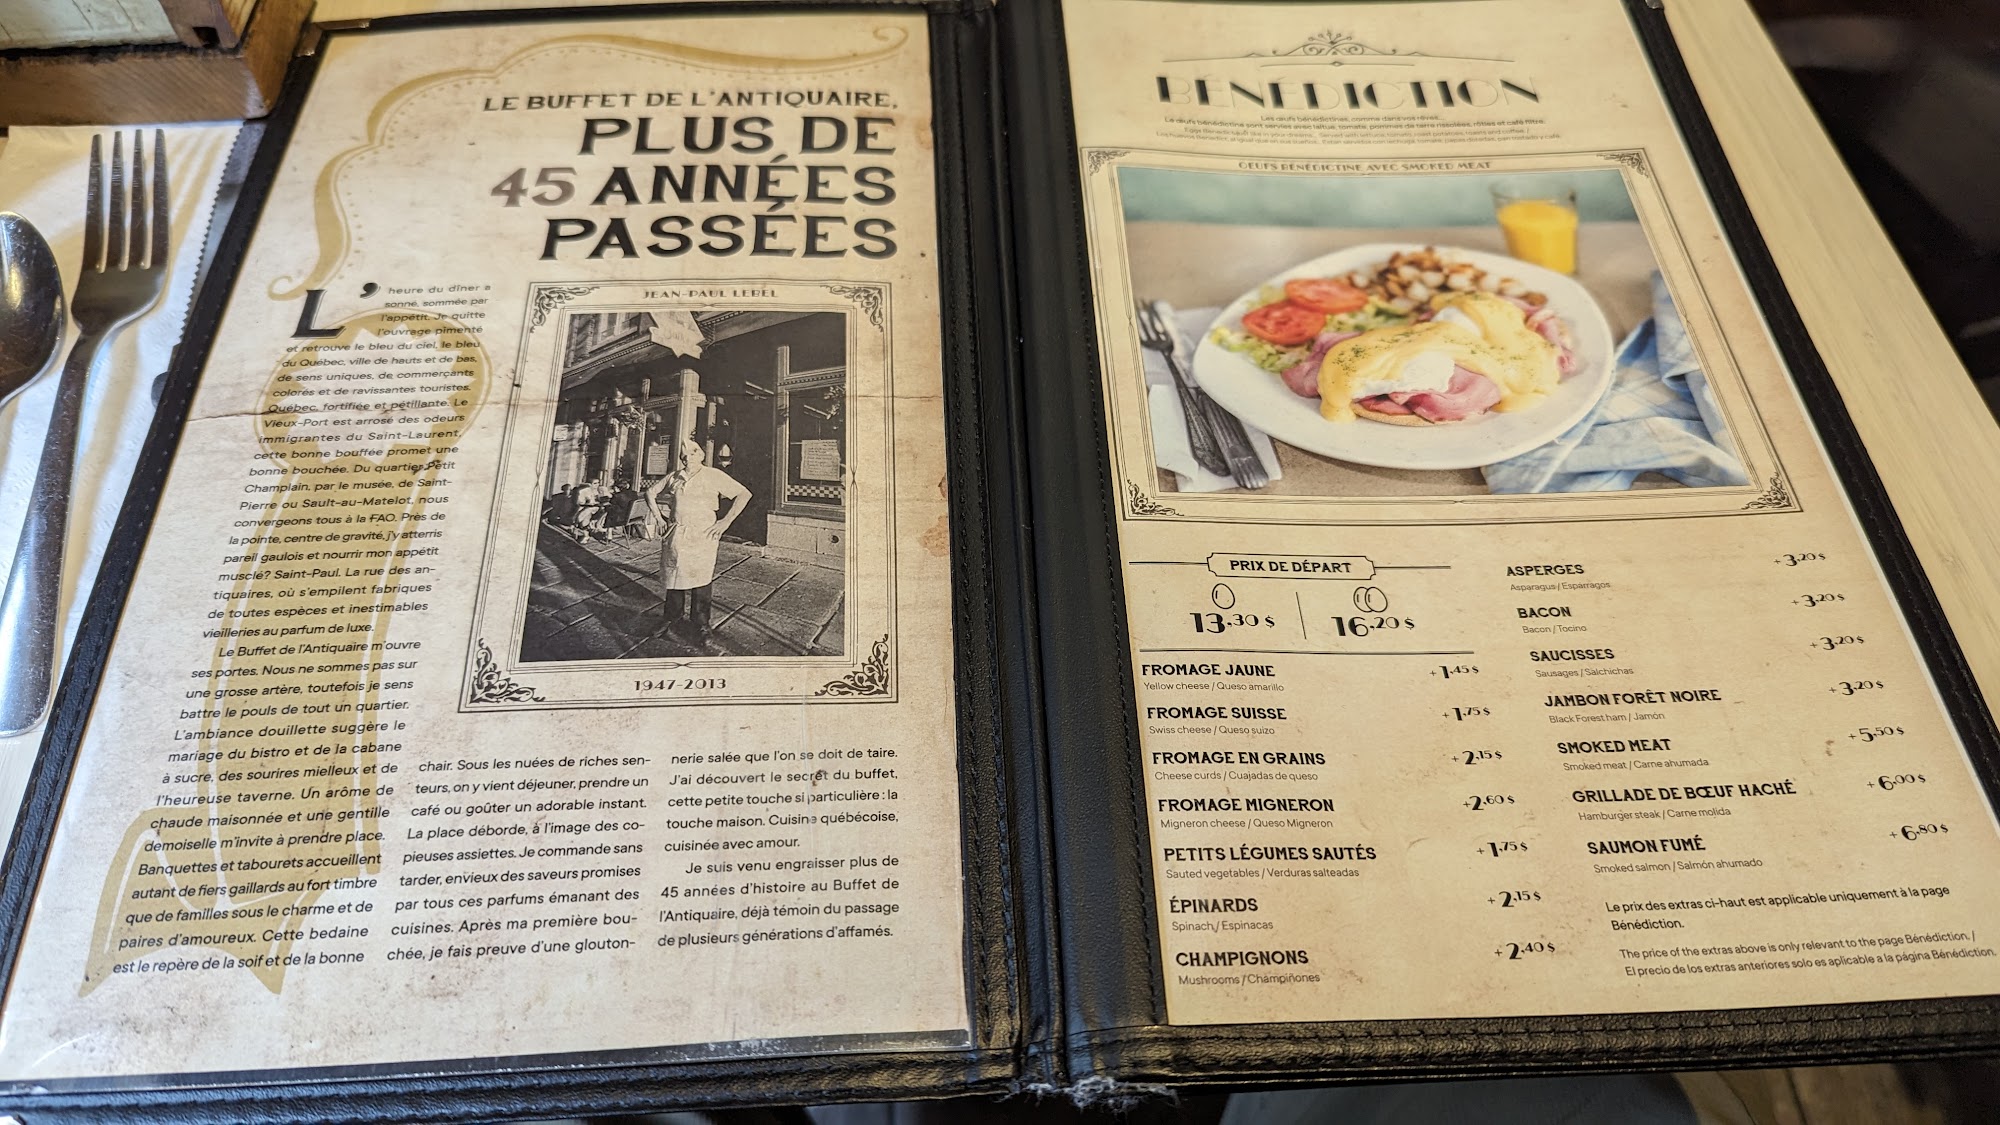 LE BUFFET DE L'ANTIQUAIRE,
PLUS DE
45 ANNÉES
PASSÉES
L'heure du dîner a
sonné, sommée par
l'appétit. Je quitte
l'ouvrage pimenté
et retrouve le bleu du ciel, le bleu
du Québec, ville de hauts et de bas,
de sens uniques, de commerçants
colorés et de ravissantes touristes.
Québec, fortifiée et pétillante. Le
Vieux-Port est arrosé des odeurs
immigrantes du Saint-Laurent,
cette bonne bouffée promet une
bonne bouchée. Du quartier Petit
Champlain, par le musée, de Saint-
Pierre ou Sault-au-Matelot, nous
convergeons tous à la FAO. Près de
la pointe, centre de gravité, j'y atterris
pareil gaulois et nourrir mon appétit
musclé? Saint-Paul. La rue des an-
tiquaires, où s'empilent fabriques
de toutes espèces et inestimables
vieilleries au parfum de luxe.
Le Buffet de l'Antiquaire m'ouvre
ses portes. Nous ne sommes pas sur
une grosse artère, toutefois je sens
battre le pouls de tout un quartier.
L'ambiance douillette suggère le
mariage du bistro et de la cabane
à sucre, des sourires mielleux et de
l'heureuse taverne. Un arôme de
chaude maisonnée et une gentille
demoiselle m'invite à prendre place.
Banquettes et tabourets accueillent
autant de fiers gaillards au fort timbre
que de familles sous le charme et de
paires d'amoureux. Cette bedaine
est le repère de la soif et de la bonne
JEAN-PAUL LEBEL
1947-2013
chair. Sous les nuées de riches sen-
teurs, on y vient déjeuner, prendre un
café ou goûter un adorable instant.
La place déborde, à l'image des co-
pieuses assiettes. Je commande sans
tarder, envieux des saveurs promises
par tous ces parfums émanant des
cuisines. Après ma première bou-
chée, je fais preuve d'une glouton-
nerie salée que l'on se doit de taire.
J'ai découvert le secret du buffet,
cette petite touche si particulière : la
touche maison. Cuisine québécoise,
cuisinée avec amour.
Je suis venu engraisser plus de
45 années d'histoire au Buffet de
l'Antiquaire, déjà témoin du passage
de plusieurs générations d'affamés.
BÉNÉDICTION
Les œufs bénédictines, comme dans vos rêves...
Le œufs bénédictine sont servies avec laitue, tomate, pommes de terre rissolées, rôties et café filtre.
OEUFS BÉNÉDICTINE AVEC SMOKED MEAT
PRIX DE DÉPART
13,30 $ 16,20 $
FROMAGE JAUNE +1,45 $
Yellow cheese / Queso amarillo
FROMAGE SUISSE +1,75 $
Swiss cheese / Queso suizo
FROMAGE EN GRAINS +2,15 $
Cheese curds / Cuajadas de queso
FROMAGE MIGNERON +2,60 $
Migneron cheese / Queso Migneron
PETITS LÉGUMES SAUTÉS +1,75 $
Sauted vegetables / Verduras salteadas
ÉPINARDS +2,15 $
Spinach / Espinacas
CHAMPIGNONS +2,40 $
Mushrooms / Champiñones
ASPERGES +3,20 $
Asparagus / Esparragos
BACON +3,20 $
Bacon / Tocino
SAUCISSES +3,20 $
Sausages / Salchichas
JAMBON FORÊT NOIRE +3,20 $
Black Forest ham / Jamón
SMOKED MEAT +5,50 $
Smoked meat / Carne ahumada
GRILLADE DE BŒUF HACHÉ +6,00 $
Hamburger steak / Carne molida
SAUMON FUMÉ +6,80 $
Smoked salmon / Salmón ahumado
Le prix des extras ci-haut est applicable uniquement à la page
Bénédiction.
The price of the extras above is only relevant to the page Bénédiction. /
El precio de los extras anteriores solo es aplicable a la página Bénédiction.